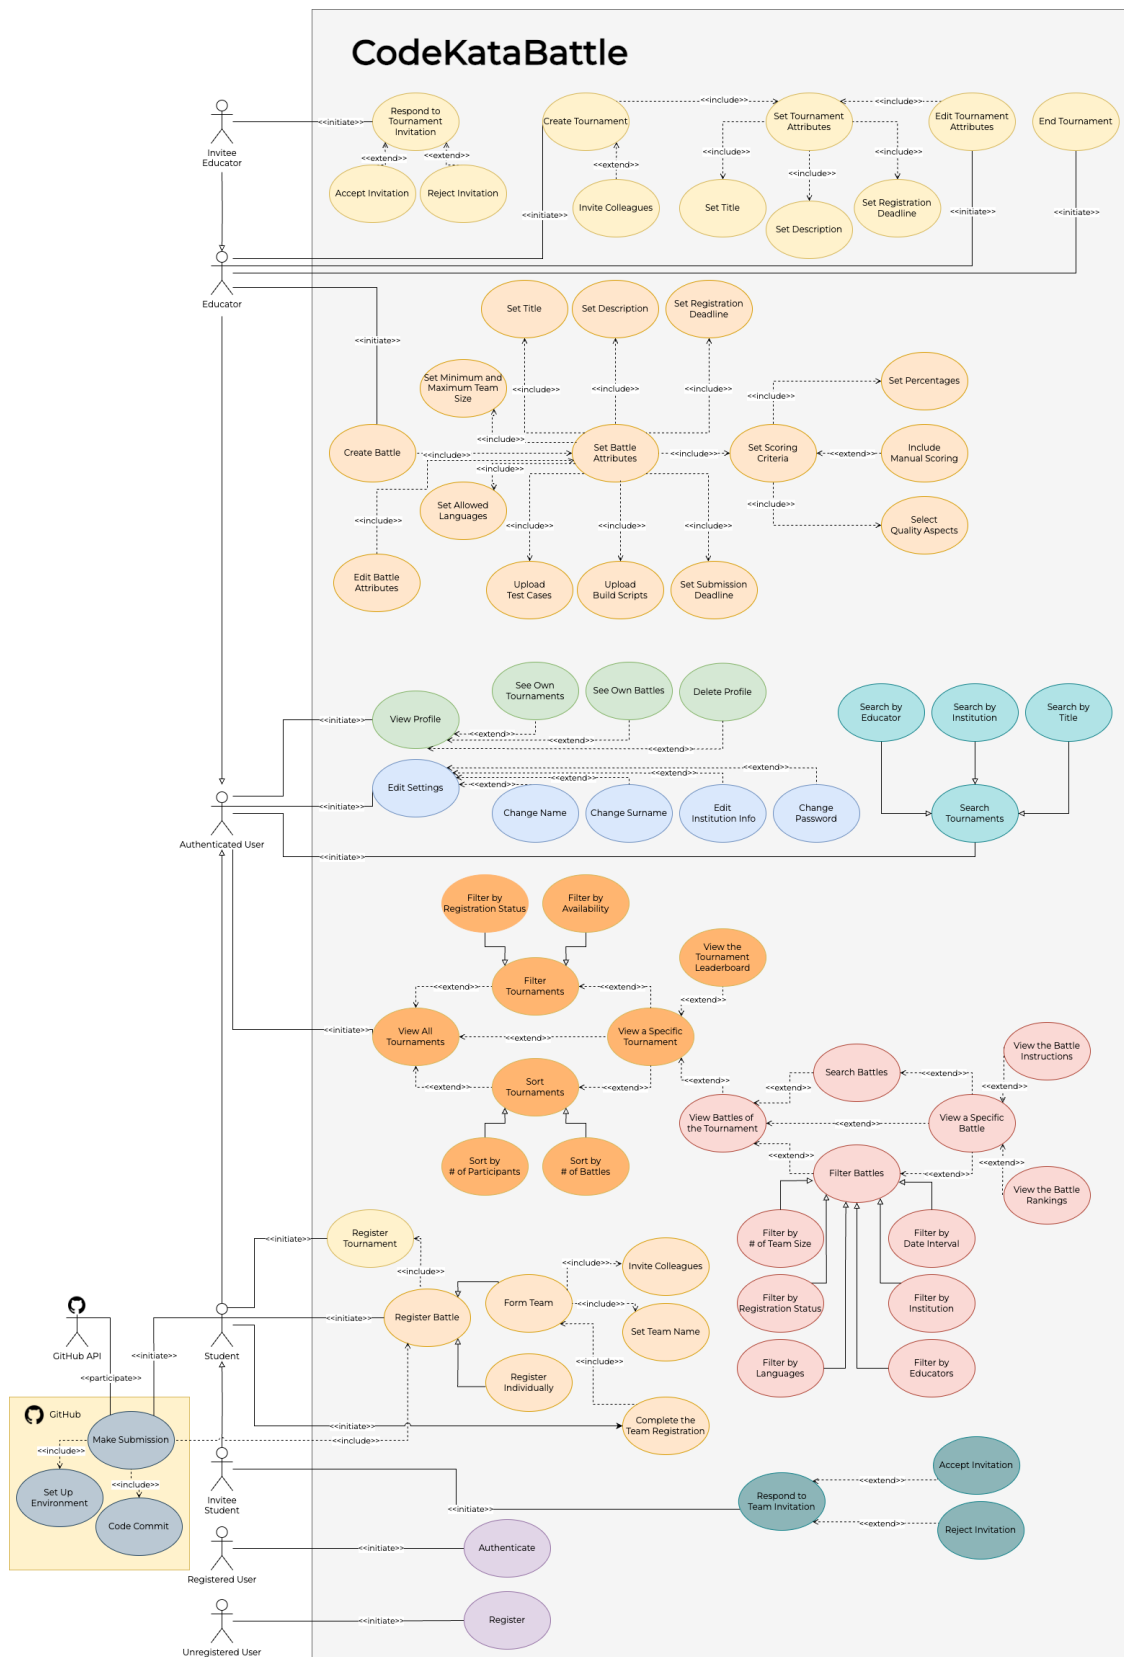 CodeKataBattle
Invitee
Educator
<<initiate>>
Respond to
Tournament
Invitation
<<extend>>
<<extend>>
Accept Invitation
Reject Invitation
Create Tournament
<<include>>
Set Tournament
Attributes
<<include>>
Edit Tournament
Attributes
End Tournament
<<extend>>
<<include>>
<<include>>
<<include>>
Invite Colleagues
Set Title
Set Description
Set Registration
Deadline
<<initiate>>
<<initiate>>
<<initiate>>
Educator
<<initiate>>
Set Title
Set Description
Set Registration
Deadline
Set Minimum and
Maximum Team
Size
<<include>>
<<include>>
<<include>>
<<include>>
Set Percentages
<<include>>
Create Battle
<<include>>
Set Battle
Attributes
<<include>>
Set Scoring
Criteria
<<extend>>
Include
Manual Scoring
<<include>>
Set Allowed
Languages
<<include>>
<<include>>
<<include>>
<<include>>
<<include>>
Select
Quality Aspects
Edit Battle
Attributes
Upload
Test Cases
Upload
Build Scripts
Set Submission
Deadline
<<initiate>>
View Profile
See Own
Tournaments
See Own Battles
Delete Profile
<<extend>>
<<extend>>
<<extend>>
Search by
Educator
Search by
Institution
Search by
Title
Authenticated User
<<initiate>>
Edit Settings
<<extend>>
<<extend>>
<<extend>>
Change Name
Change Surname
Edit
Institution Info
Change
Password
Search
Tournaments
<<initiate>>
Filter by
Registration Status
Filter by
Availability
View the
Tournament
Leaderboard
Filter
Tournaments
<<extend>>
<<extend>>
<<extend>>
<<initiate>>
View All
Tournaments
<<extend>>
View a Specific
Tournament
<<extend>>
Sort
Tournaments
<<extend>>
<<extend>>
Sort by
# of Participants
Sort by
# of Battles
View Battles of
the Tournament
<<extend>>
Search Battles
<<extend>>
View the Battle
Instructions
<<extend>>
<<extend>>
View a Specific
Battle
<<extend>>
Filter Battles
<<extend>>
<<extend>>
View the Battle
Rankings
Filter by
# of Team Size
Filter by
Date Interval
Filter by
Registration Status
Filter by
Institution
Filter by
Languages
Filter by
Educators
<<initiate>>
Register
Tournament
<<include>>
<<initiate>>
Register Battle
Form Team
<<include>>
Invite Colleagues
<<include>>
Set Team Name
<<include>>
Register
Individually
Student
GitHub API
<<participate>>
<<initiate>>
<<initiate>>
Complete the
Team Registration
GitHub
Make Submission
<<include>>
<<include>>
<<include>>
Set Up
Environment
Code Commit
Invitee
Student
<<initiate>>
Respond to
Team Invitation
<<extend>>
Accept Invitation
<<extend>>
Reject Invitation
Registered User
<<initiate>>
Authenticate
Unregistered User
<<initiate>>
Register